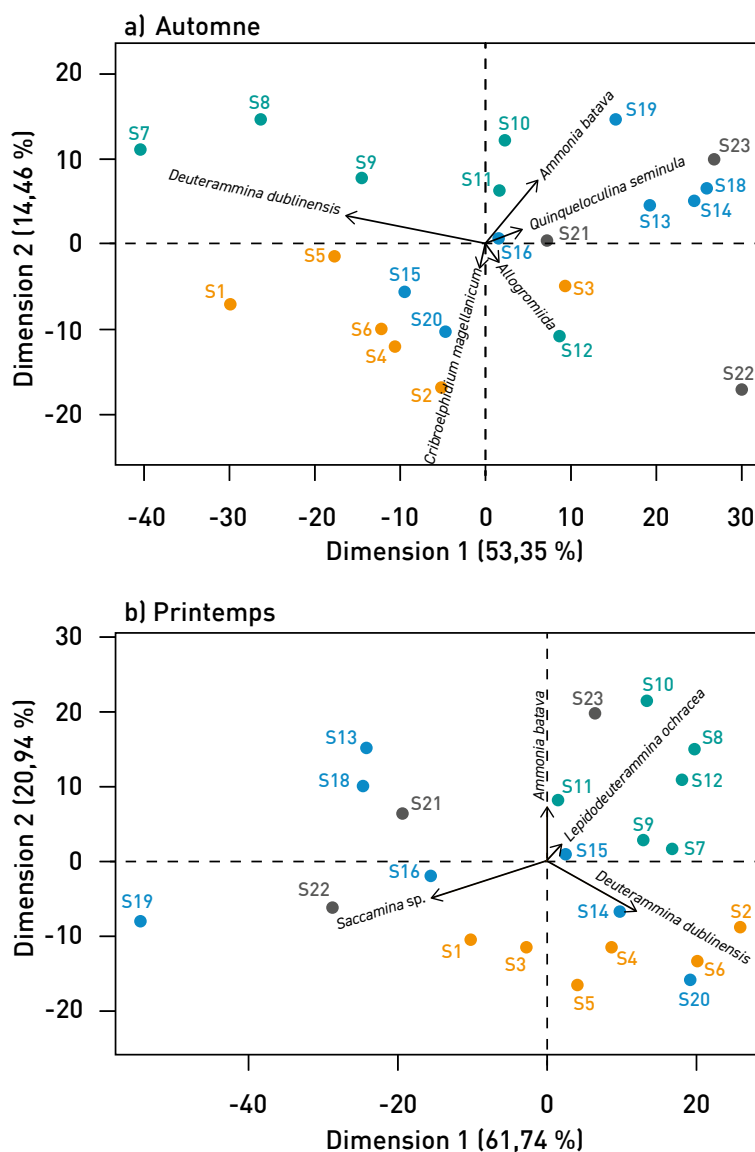 a) Automne
Dimension 2 (14,46 %)
20
10
0
-10
-20
S7
S8
S9
S10
S11
Ammonia batava
S19
S23
S18
S14
S13
Quinqueloculina seminula
Deuterammina dublinensis
S21
S16
S5
S15
S1
S20
S6
S4
S2
Cribroelphidium magellanicum
Allogromiida
S3
S12
S22
-40
-30
-20
-10
0
10
20
30
Dimension 1 (53,35 %)
b) Printemps
Dimension 2 (20,94 %)
30
20
10
0
-10
-20
S13
S18
S21
Ammonia batava
S23
S10
Lepidodeuterammina ochracea
S8
S12
S11
S9
S7
S15
S16
S19
S22
Saccamina sp.
S14
Deuterammina dublinensis
S2
S1
S3
S4
S5
S6
S20
-40
-20
0
20
Dimension 1 (61,74 %)